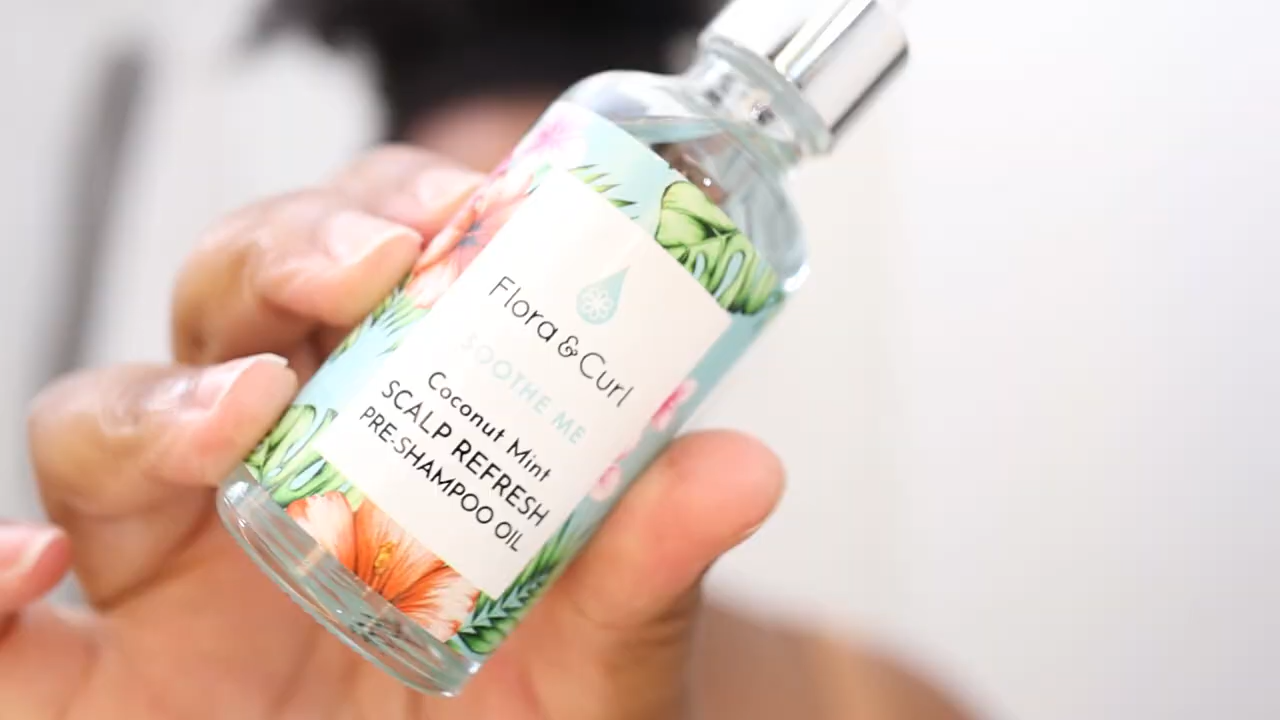 Flora & Curl
SOOTHE ME
Coconut Mint
SCALP REFRESH
PRE-SHAMPOO OIL